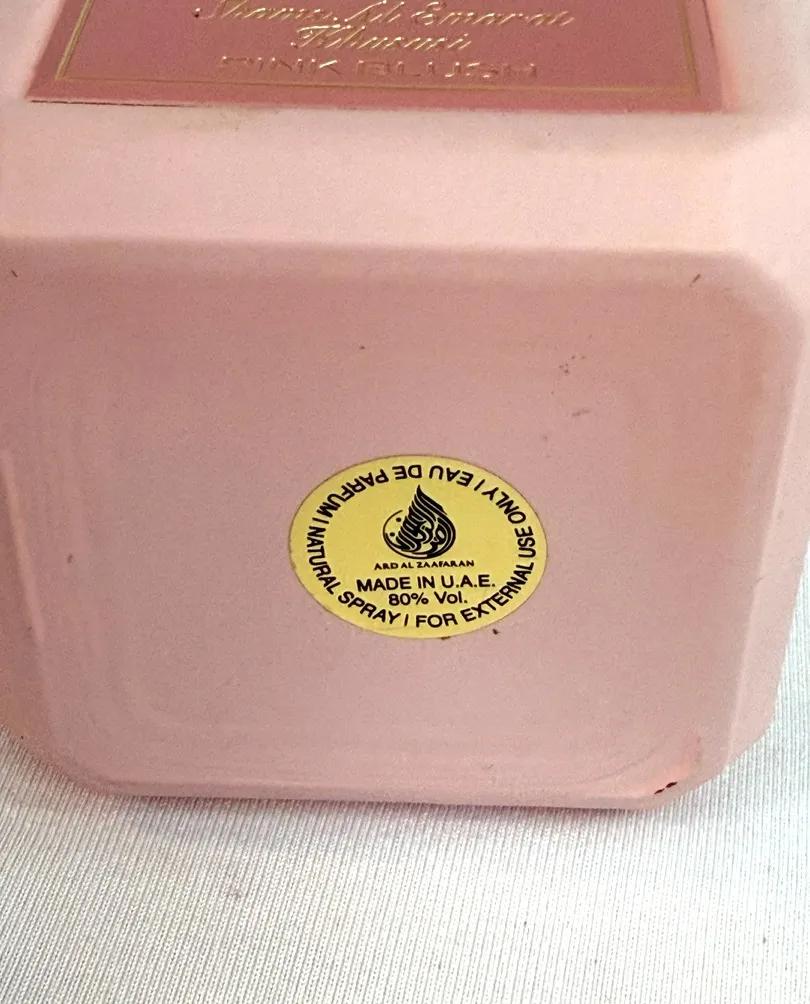 Shams Al Emarat
Khususi
PINK BLUSH
EAU DE PARFUM | NATURAL SPRAY | FOR EXTERNAL USE ONLY |
ARD AL ZAAFARAN
MADE IN U.A.E.
80% Vol.